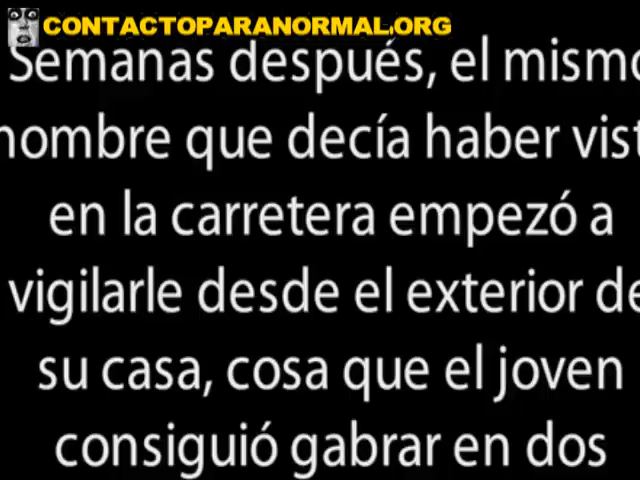 CONTACTOPARANORMAL.ORG
Semanas después, el mismo
hombre que decía haber vist
en la carretera empezó a
vigilarle desde el exterior de
su casa, cosa que el joven
consiguió gabrar en dos